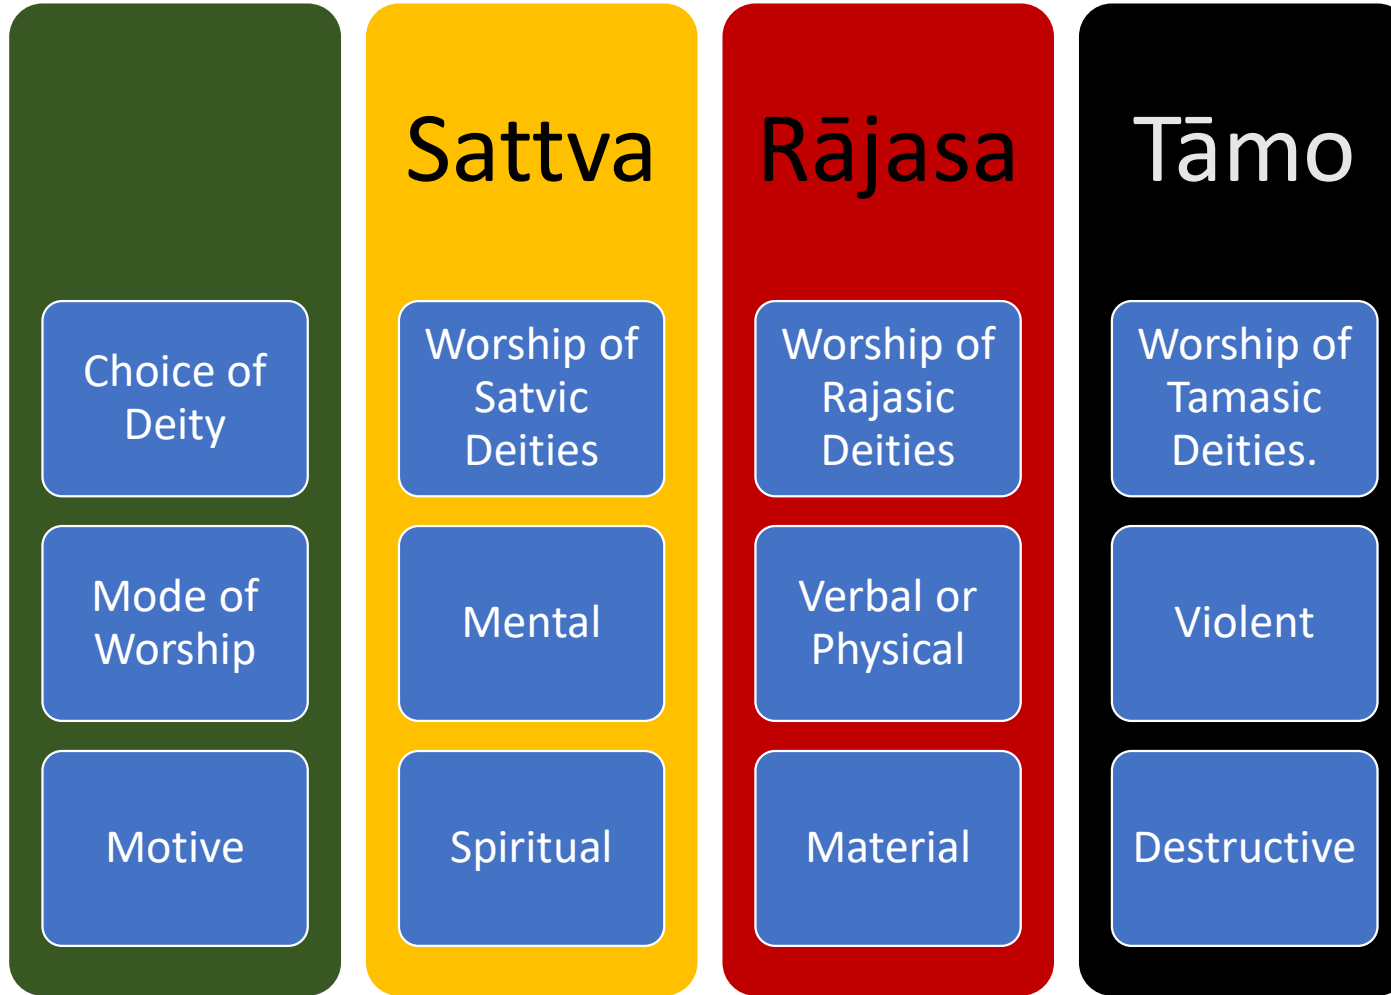 Sattva
Rājasa
Tāmo
Choice of
Deity
Worship of
Satvic
Deities
Worship of
Rajasic
Deities
Worship of
Tamasic
Deities.
Mode of
Worship
Mental
Verbal or
Physical
Violent
Motive
Spiritual
Material
Destructive